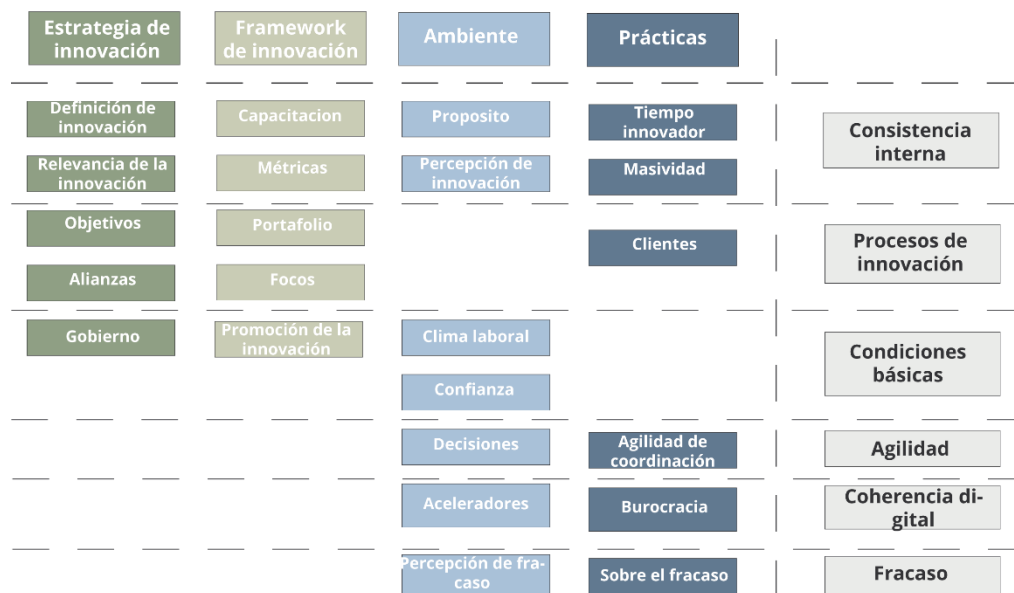 Estrategia de
innovación
Framework
de innovación
Ambiente
Prácticas
Definición de
innovación
Capacitacion
Proposito
Tiempo
innovador
Consistencia
interna
Relevancia de la
innovación
Métricas
Percepción de
innovación
Masividad
Objetivos
Portafolio
Clientes
Procesos de
innovación
Alianzas
Focos
Gobierno
Promoción de la
innovación
Clima laboral
Condiciones
básicas
Confianza
Decisiones
Agilidad de
coordinación
Agilidad
Aceleradores
Burocracia
Coherencia di-
gital
Percepción de fra-
caso
Sobre el fracaso
Fracaso